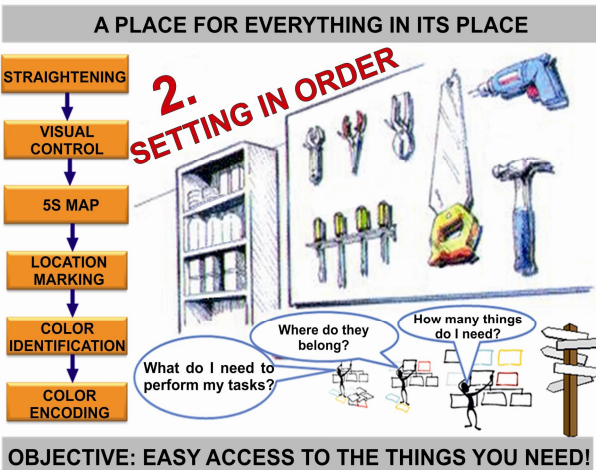 A PLACE FOR EVERYTHING IN ITS PLACE
STRAIGHTENING
VISUAL
CONTROL
5S MAP
LOCATION
MARKING
COLOR
IDENTIFICATION
COLOR
ENCODING
2.
SETTING IN ORDER
What do I need to
perform my tasks?
Where do they
belong?
How many things
do I need?
OBJECTIVE: EASY ACCESS TO THE THINGS YOU NEED!